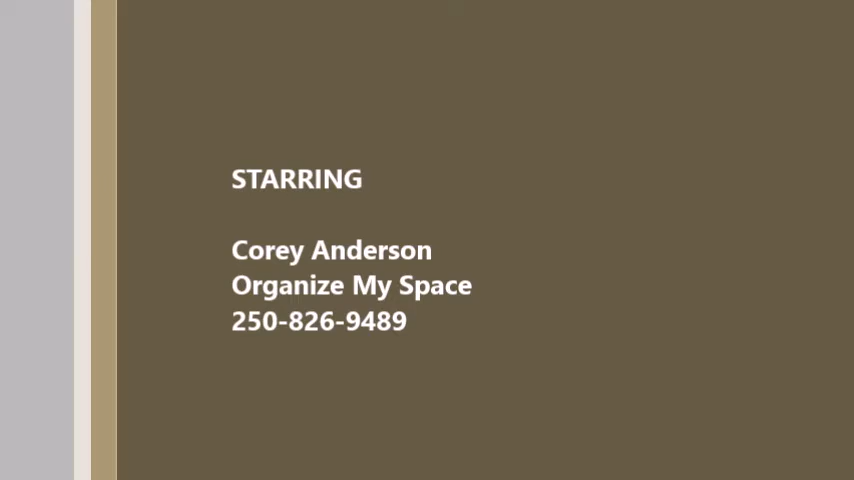 STARRING
Corey Anderson
Organize My Space
250-826-9489